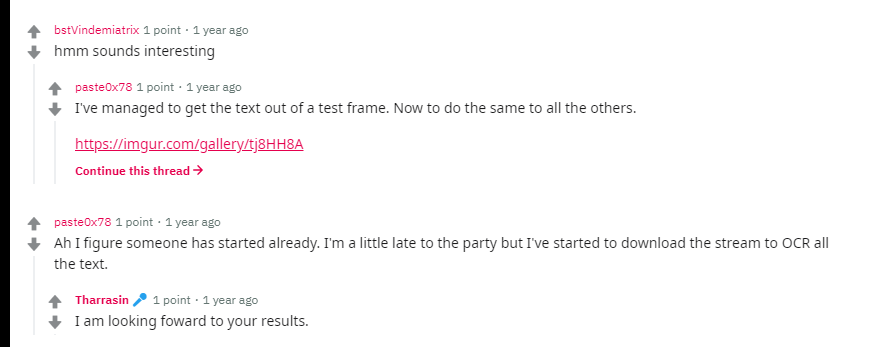 bstVindemiatrix 1 point · 1 year ago
hmm sounds interesting
paste0x78 1 point · 1 year ago
I've managed to get the text out of a test frame. Now to do the same to all the others.
https://imgur.com/gallery/tj8HH8A
Continue this thread →
paste0x78 1 point · 1 year ago
Ah I figure someone has started already. I'm a little late to the party but I've started to download the stream to OCR all
the text.
Tharrasin 1 point · 1 year ago
I am looking foward to your results.